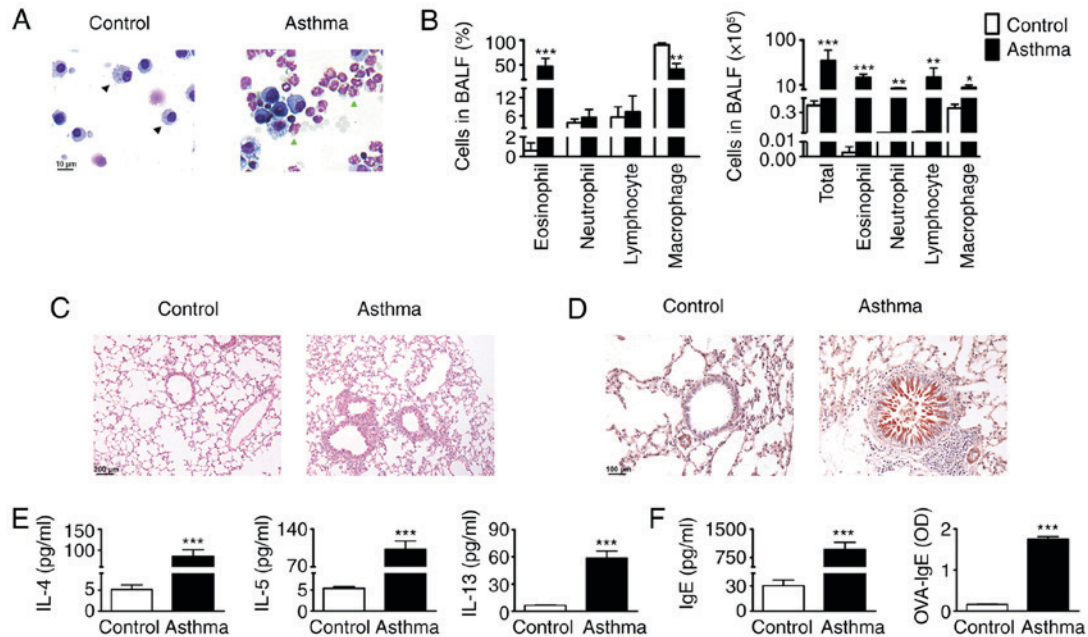 A
Control
Asthma
10 µm
B
Cells in BALF (%)
100
50
12
6
2
0
***
**
Eosinophil
Neutrophil
Lymphocyte
Macrophage
Cells in BALF (×10⁵)
100
10
0.3
0.01
0.00
***
***
**
**
*
Total
Eosinophil
Neutrophil
Lymphocyte
Macrophage
Control
Asthma
C
Control
Asthma
200 µm
D
Control
Asthma
100 µm
E
IL-4 (pg/ml)
150
100
5
0
***
Control Asthma
IL-5 (pg/ml)
140
70
5
0
***
Control Asthma
IL-13 (pg/ml)
90
60
30
0
***
Control Asthma
F
IgE (pg/ml)
1500
750
30
0
***
Control Asthma
OVA-IgE (OD)
2
1
0
***
Control Asthma